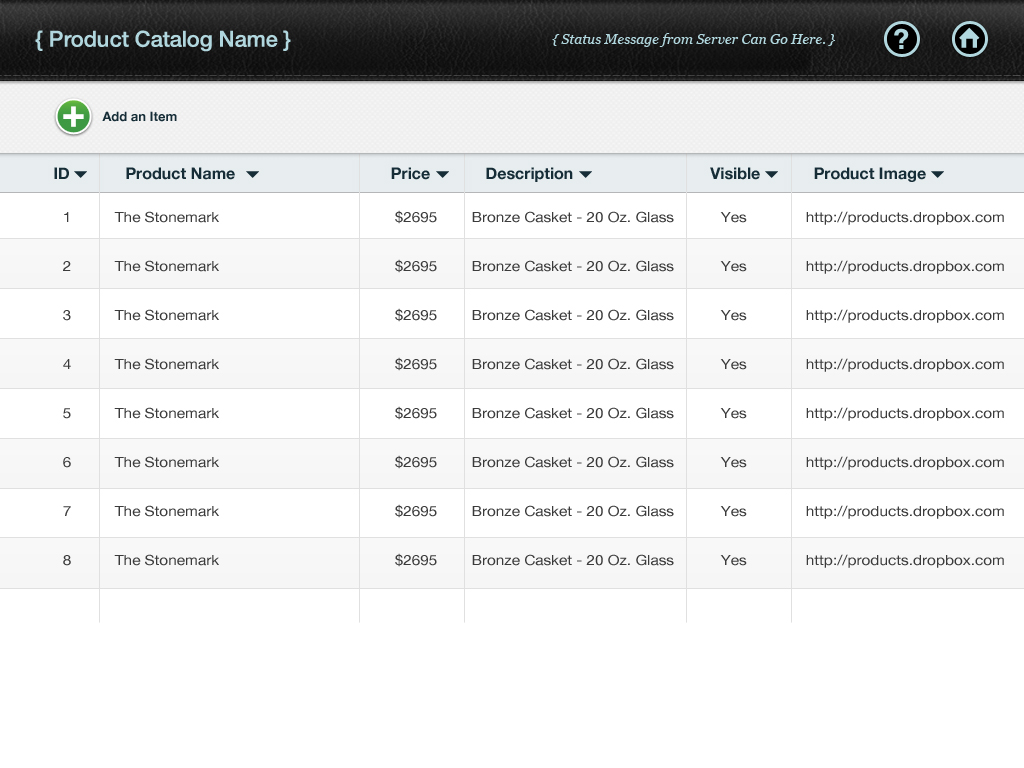 { Product Catalog Name }
{ Status Message from Server Can Go Here. }
?
Add an Item
ID Product Name Price Description Visible Product Image
1 The Stonemark $2695 Bronze Casket - 20 Oz. Glass Yes http://products.dropbox.com
2 The Stonemark $2695 Bronze Casket - 20 Oz. Glass Yes http://products.dropbox.com
3 The Stonemark $2695 Bronze Casket - 20 Oz. Glass Yes http://products.dropbox.com
4 The Stonemark $2695 Bronze Casket - 20 Oz. Glass Yes http://products.dropbox.com
5 The Stonemark $2695 Bronze Casket - 20 Oz. Glass Yes http://products.dropbox.com
6 The Stonemark $2695 Bronze Casket - 20 Oz. Glass Yes http://products.dropbox.com
7 The Stonemark $2695 Bronze Casket - 20 Oz. Glass Yes http://products.dropbox.com
8 The Stonemark $2695 Bronze Casket - 20 Oz. Glass Yes http://products.dropbox.com